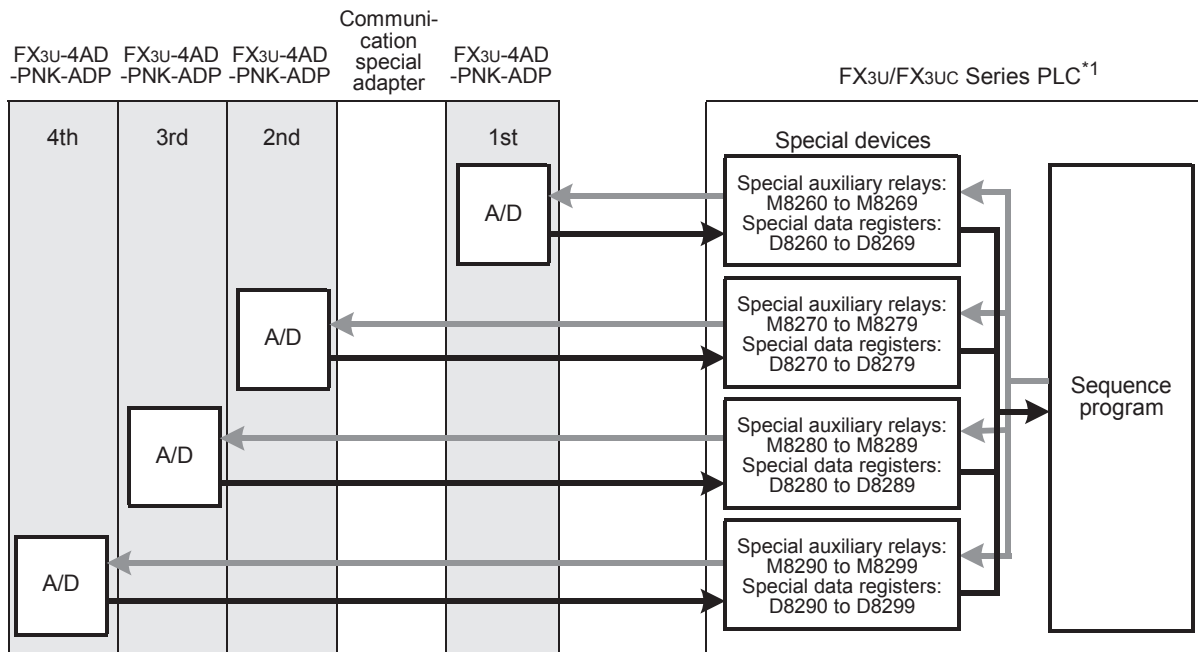 FX3U-4AD
-PNK-ADP
FX3U-4AD
-PNK-ADP
FX3U-4AD
-PNK-ADP
Communi-
cation
special
adapter
FX3U-4AD
-PNK-ADP
FX3U/FX3UC Series PLC*1
4th
3rd
2nd
1st
Special devices
A/D
Special auxiliary relays:
M8260 to M8269
Special data registers:
D8260 to D8269
A/D
Special auxiliary relays:
M8270 to M8279
Special data registers:
D8270 to D8279
Sequence
program
A/D
Special auxiliary relays:
M8280 to M8289
Special data registers:
D8280 to D8289
A/D
Special auxiliary relays:
M8290 to M8299
Special data registers:
D8290 to D8299